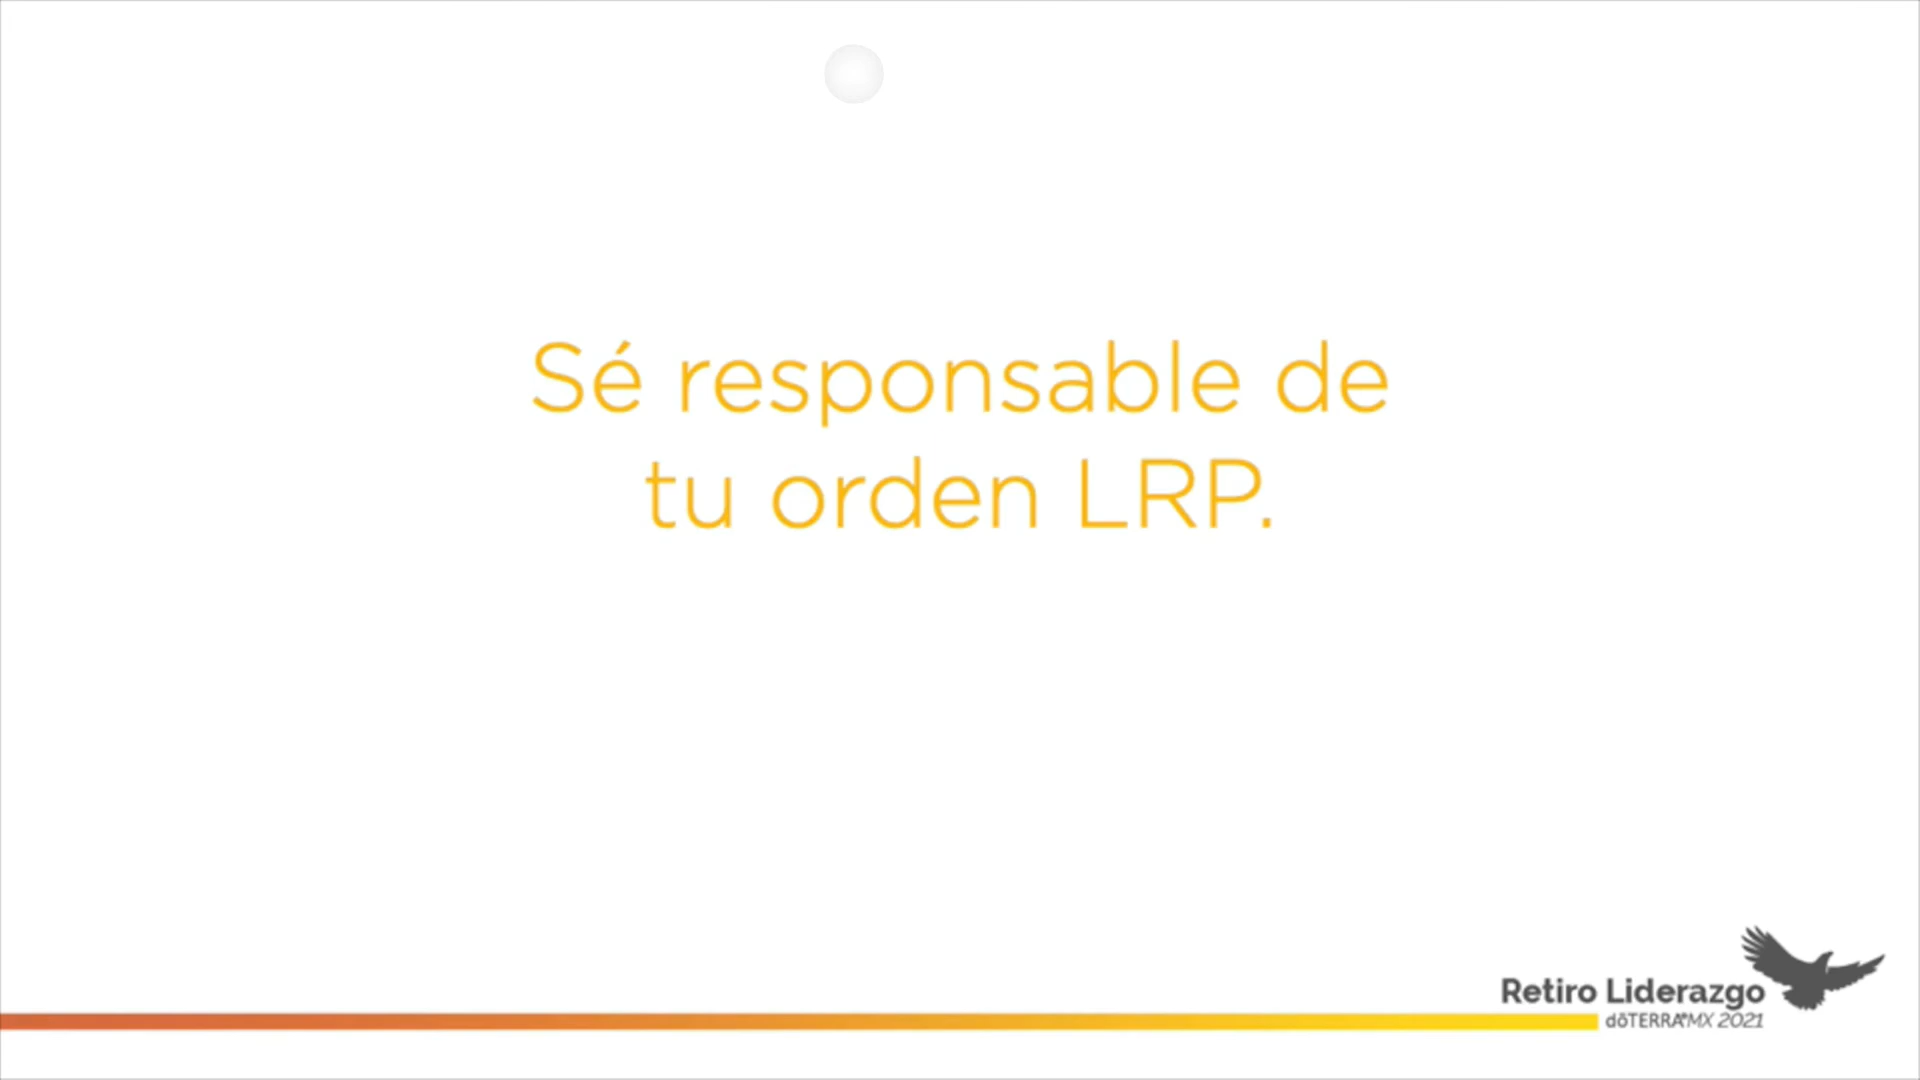 Sé responsable de
tu orden LRP.
Retiro Liderazgo
dōTERRA®MX 2021